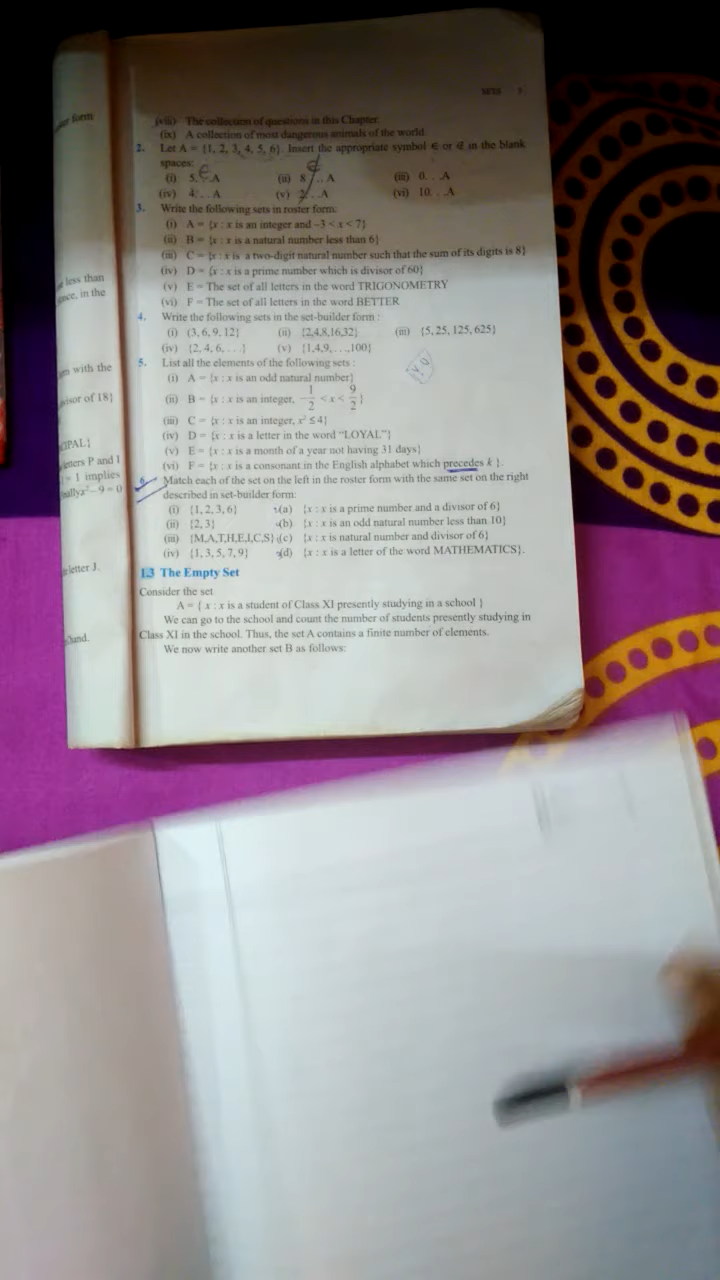 SETS
(viii) The collection of questions in this Chapter.
(ix) A collection of most dangerous animals of the world.
2. Let A = {1, 2, 3, 4, 5, 6}. Insert the appropriate symbol ∈ or ∉ in the blank
spaces:
(i) 5. ∈ A (ii) 8 ∉ . . A (iii) 0. . .A
(iv) 4. . . A (v) 2. . .A (vi) 10. . .A
3. Write the following sets in roster form:
(i) A = {x : x is an integer and –3 < x < 7}
(ii) B = {x : x is a natural number less than 6}
(iii) C = {x : x is a two-digit natural number such that the sum of its digits is 8}
(iv) D = {x : x is a prime number which is divisor of 60}
(v) E = The set of all letters in the word TRIGONOMETRY
(vi) F = The set of all letters in the word BETTER
4. Write the following sets in the set-builder form :
(i) (3, 6, 9, 12} (ii) {2,4,8,16,32} (iii) {5, 25, 125, 625}
(iv) {2, 4, 6, . . .} (v) {1,4,9,. . .,100}
5. List all the elements of the following sets :
(i) A = {x : x is an odd natural number}
(ii) B = {x : x is an integer, –1/2 < x < 9/2}
(iii) C = {x : x is an integer, x² ≤ 4}
(iv) D = {x : x is a letter in the word “LOYAL”}
(v) E = {x : x is a month of a year not having 31 days}
(vi) F = {x : x is a consonant in the English alphabet which precedes k }.
6. Match each of the set on the left in the roster form with the same set on the right
described in set-builder form:
(i) {1, 2, 3, 6} (a) {x : x is a prime number and a divisor of 6}
(ii) {2, 3} (b) {x : x is an odd natural number less than 10}
(iii) {M,A,T,H,E,I,C,S} (c) {x : x is natural number and divisor of 6}
(iv) {1, 3, 5, 7, 9} (d) {x : x is a letter of the word MATHEMATICS}.
1.3 The Empty Set
Consider the set
A = { x : x is a student of Class XI presently studying in a school }
We can go to the school and count the number of students presently studying in
Class XI in the school. Thus, the set A contains a finite number of elements.
We now write another set B as follows:
form
less than
in the
with the
of 18}
letters P and I
= 1 implies
x² – 9 = 0
letter J.